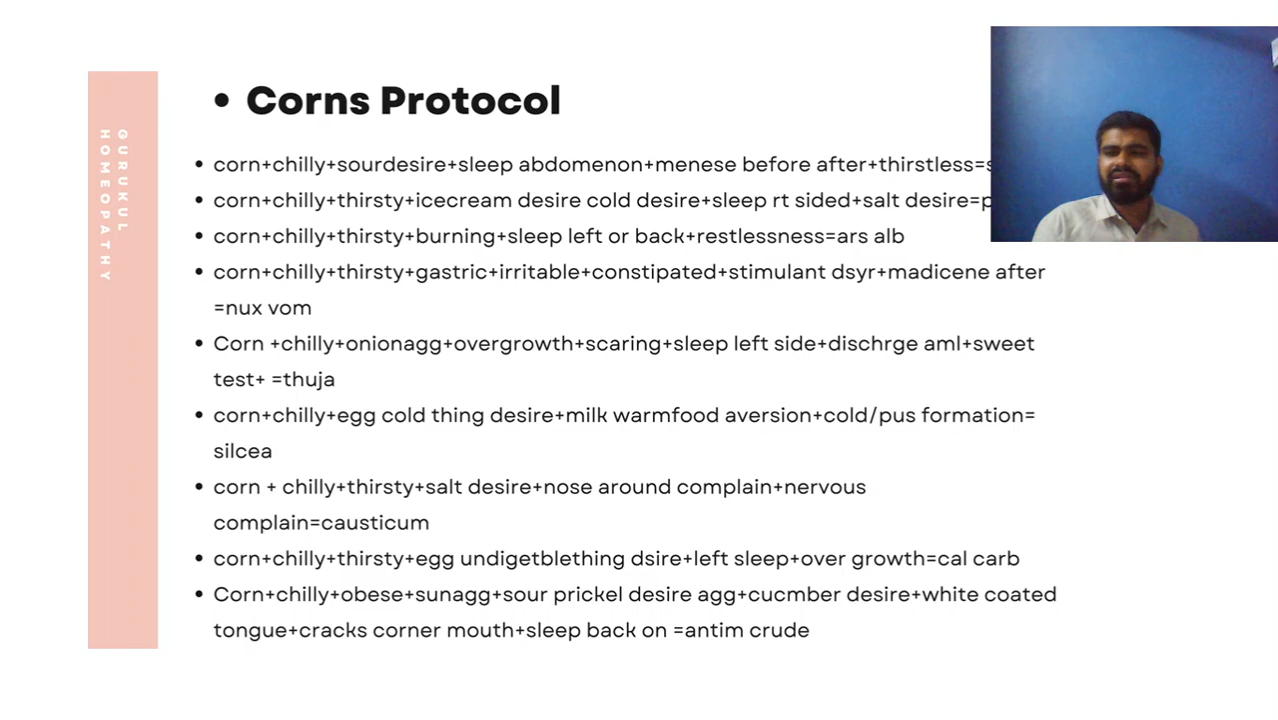 GURUKUL
HOMEOPATHY
• Corns Protocol
• corn+chilly+sourdesire+sleep abdomenon+menese before after+thirstless=
• corn+chilly+thirsty+icecream desire cold desire+sleep rt sided+salt desire=
• corn+chilly+thirsty+burning+sleep left or back+restlessness=ars alb
• corn+chilly+thirsty+gastric+irritable+constipated+stimulant dsyr+madicene after
=nux vom
• Corn +chilly+onionagg+overgrowth+scaring+sleep left side+dischrge aml+sweet
test+ =thuja
• corn+chilly+egg cold thing desire+milk warmfood aversion+cold/pus formation=
silcea
• corn + chilly+thirsty+salt desire+nose around complain+nervous
complain=causticum
• corn+chilly+thirsty+egg undigetblething dsire+left sleep+over growth=cal carb
• Corn+chilly+obese+sunagg+sour prickel desire agg+cucmber desire+white coated
tongue+cracks corner mouth+sleep back on =antim crude